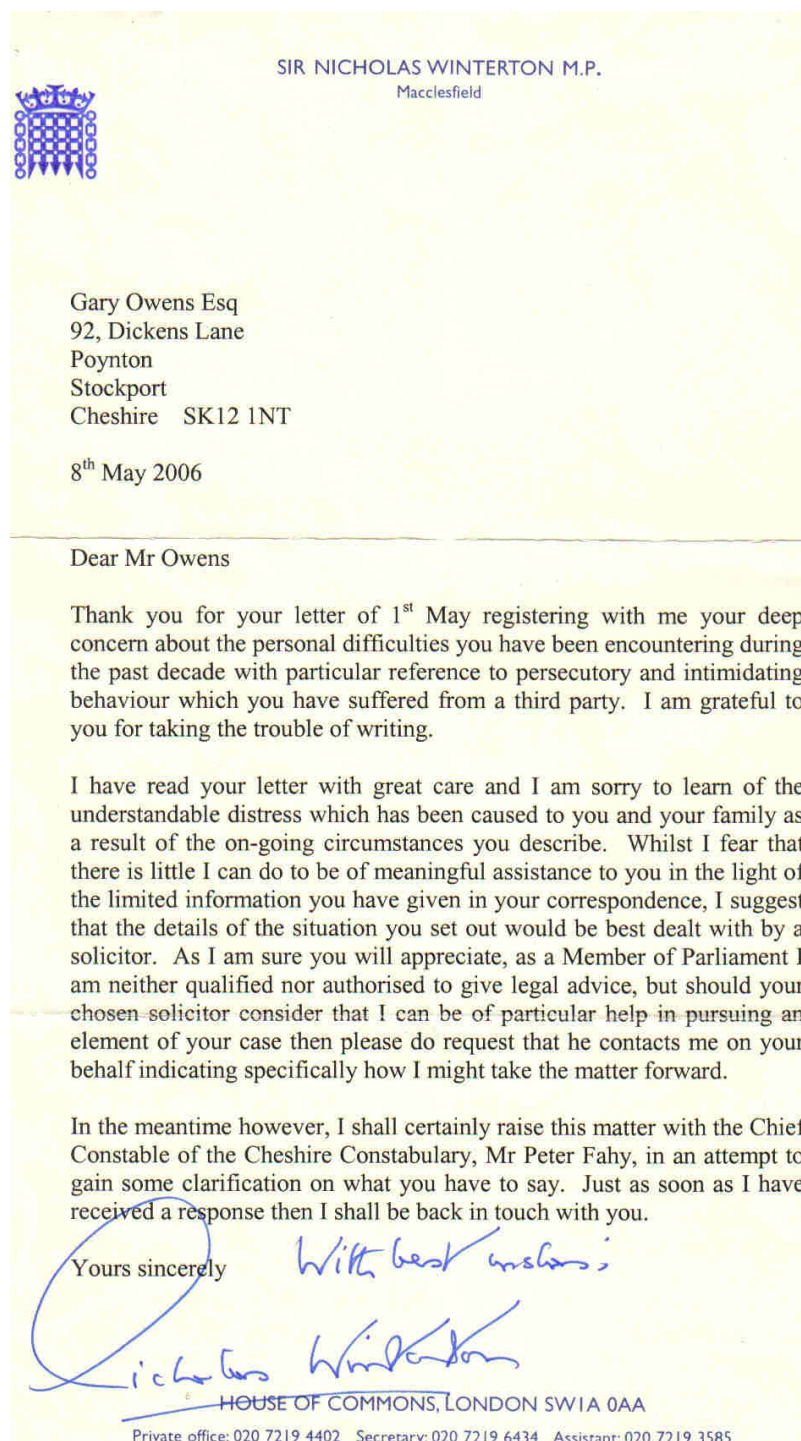 SIR NICHOLAS WINTERTON M.P.
Macclesfield
Gary Owens Esq
92, Dickens Lane
Poynton
Stockport
Cheshire SK12 1NT
8th May 2006
Dear Mr Owens
Thank you for your letter of 1st May registering with me your deep
concern about the personal difficulties you have been encountering during
the past decade with particular reference to persecutory and intimidating
behaviour which you have suffered from a third party. I am grateful to
you for taking the trouble of writing.
I have read your letter with great care and I am sorry to learn of the
understandable distress which has been caused to you and your family as
a result of the on-going circumstances you describe. Whilst I fear that
there is little I can do to be of meaningful assistance to you in the light of
the limited information you have given in your correspondence, I suggest
that the details of the situation you set out would be best dealt with by a
solicitor. As I am sure you will appreciate, as a Member of Parliament I
am neither qualified nor authorised to give legal advice, but should your
chosen solicitor consider that I can be of particular help in pursuing an
element of your case then please do request that he contacts me on your
behalf indicating specifically how I might take the matter forward.
In the meantime however, I shall certainly raise this matter with the Chief
Constable of the Cheshire Constabulary, Mr Peter Fahy, in an attempt to
gain some clarification on what you have to say. Just as soon as I have
received a response then I shall be back in touch with you.
Yours sincerely With best wishes:
Nicholas Winterton
HOUSE OF COMMONS, LONDON SW1A 0AA
Private office: 020 7219 4402 Secretary: 020 7219 6434 Assistant: 020 7219 3585